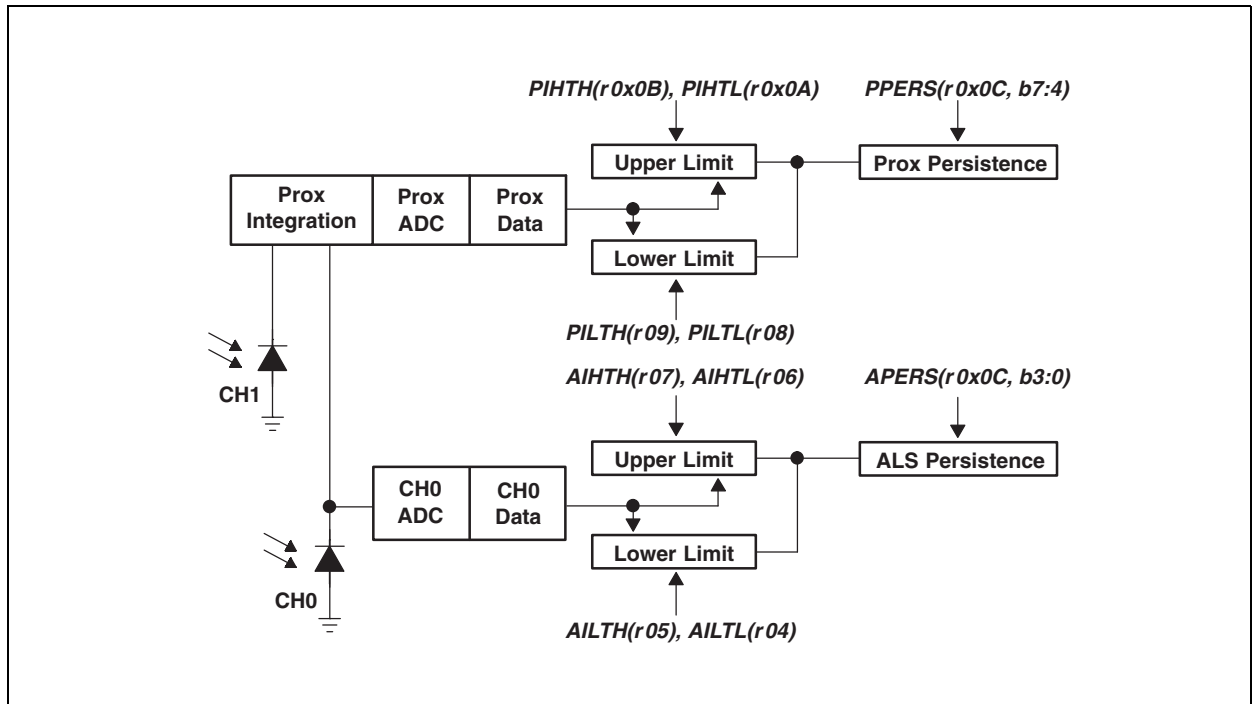 PIHTH(r0x0B), PIHTL(r0x0A)
PPERS(r0x0C, b7:4)
Upper Limit
Prox Persistence
Prox
Integration
Prox
ADC
Prox
Data
Lower Limit
PILTH(r09), PILTL(r08)
CH1
AIHTH(r07), AIHTL(r06)
APERS(r0x0C, b3:0)
Upper Limit
ALS Persistence
CH0
ADC
CH0
Data
Lower Limit
CH0
AILTH(r05), AILTL(r04)